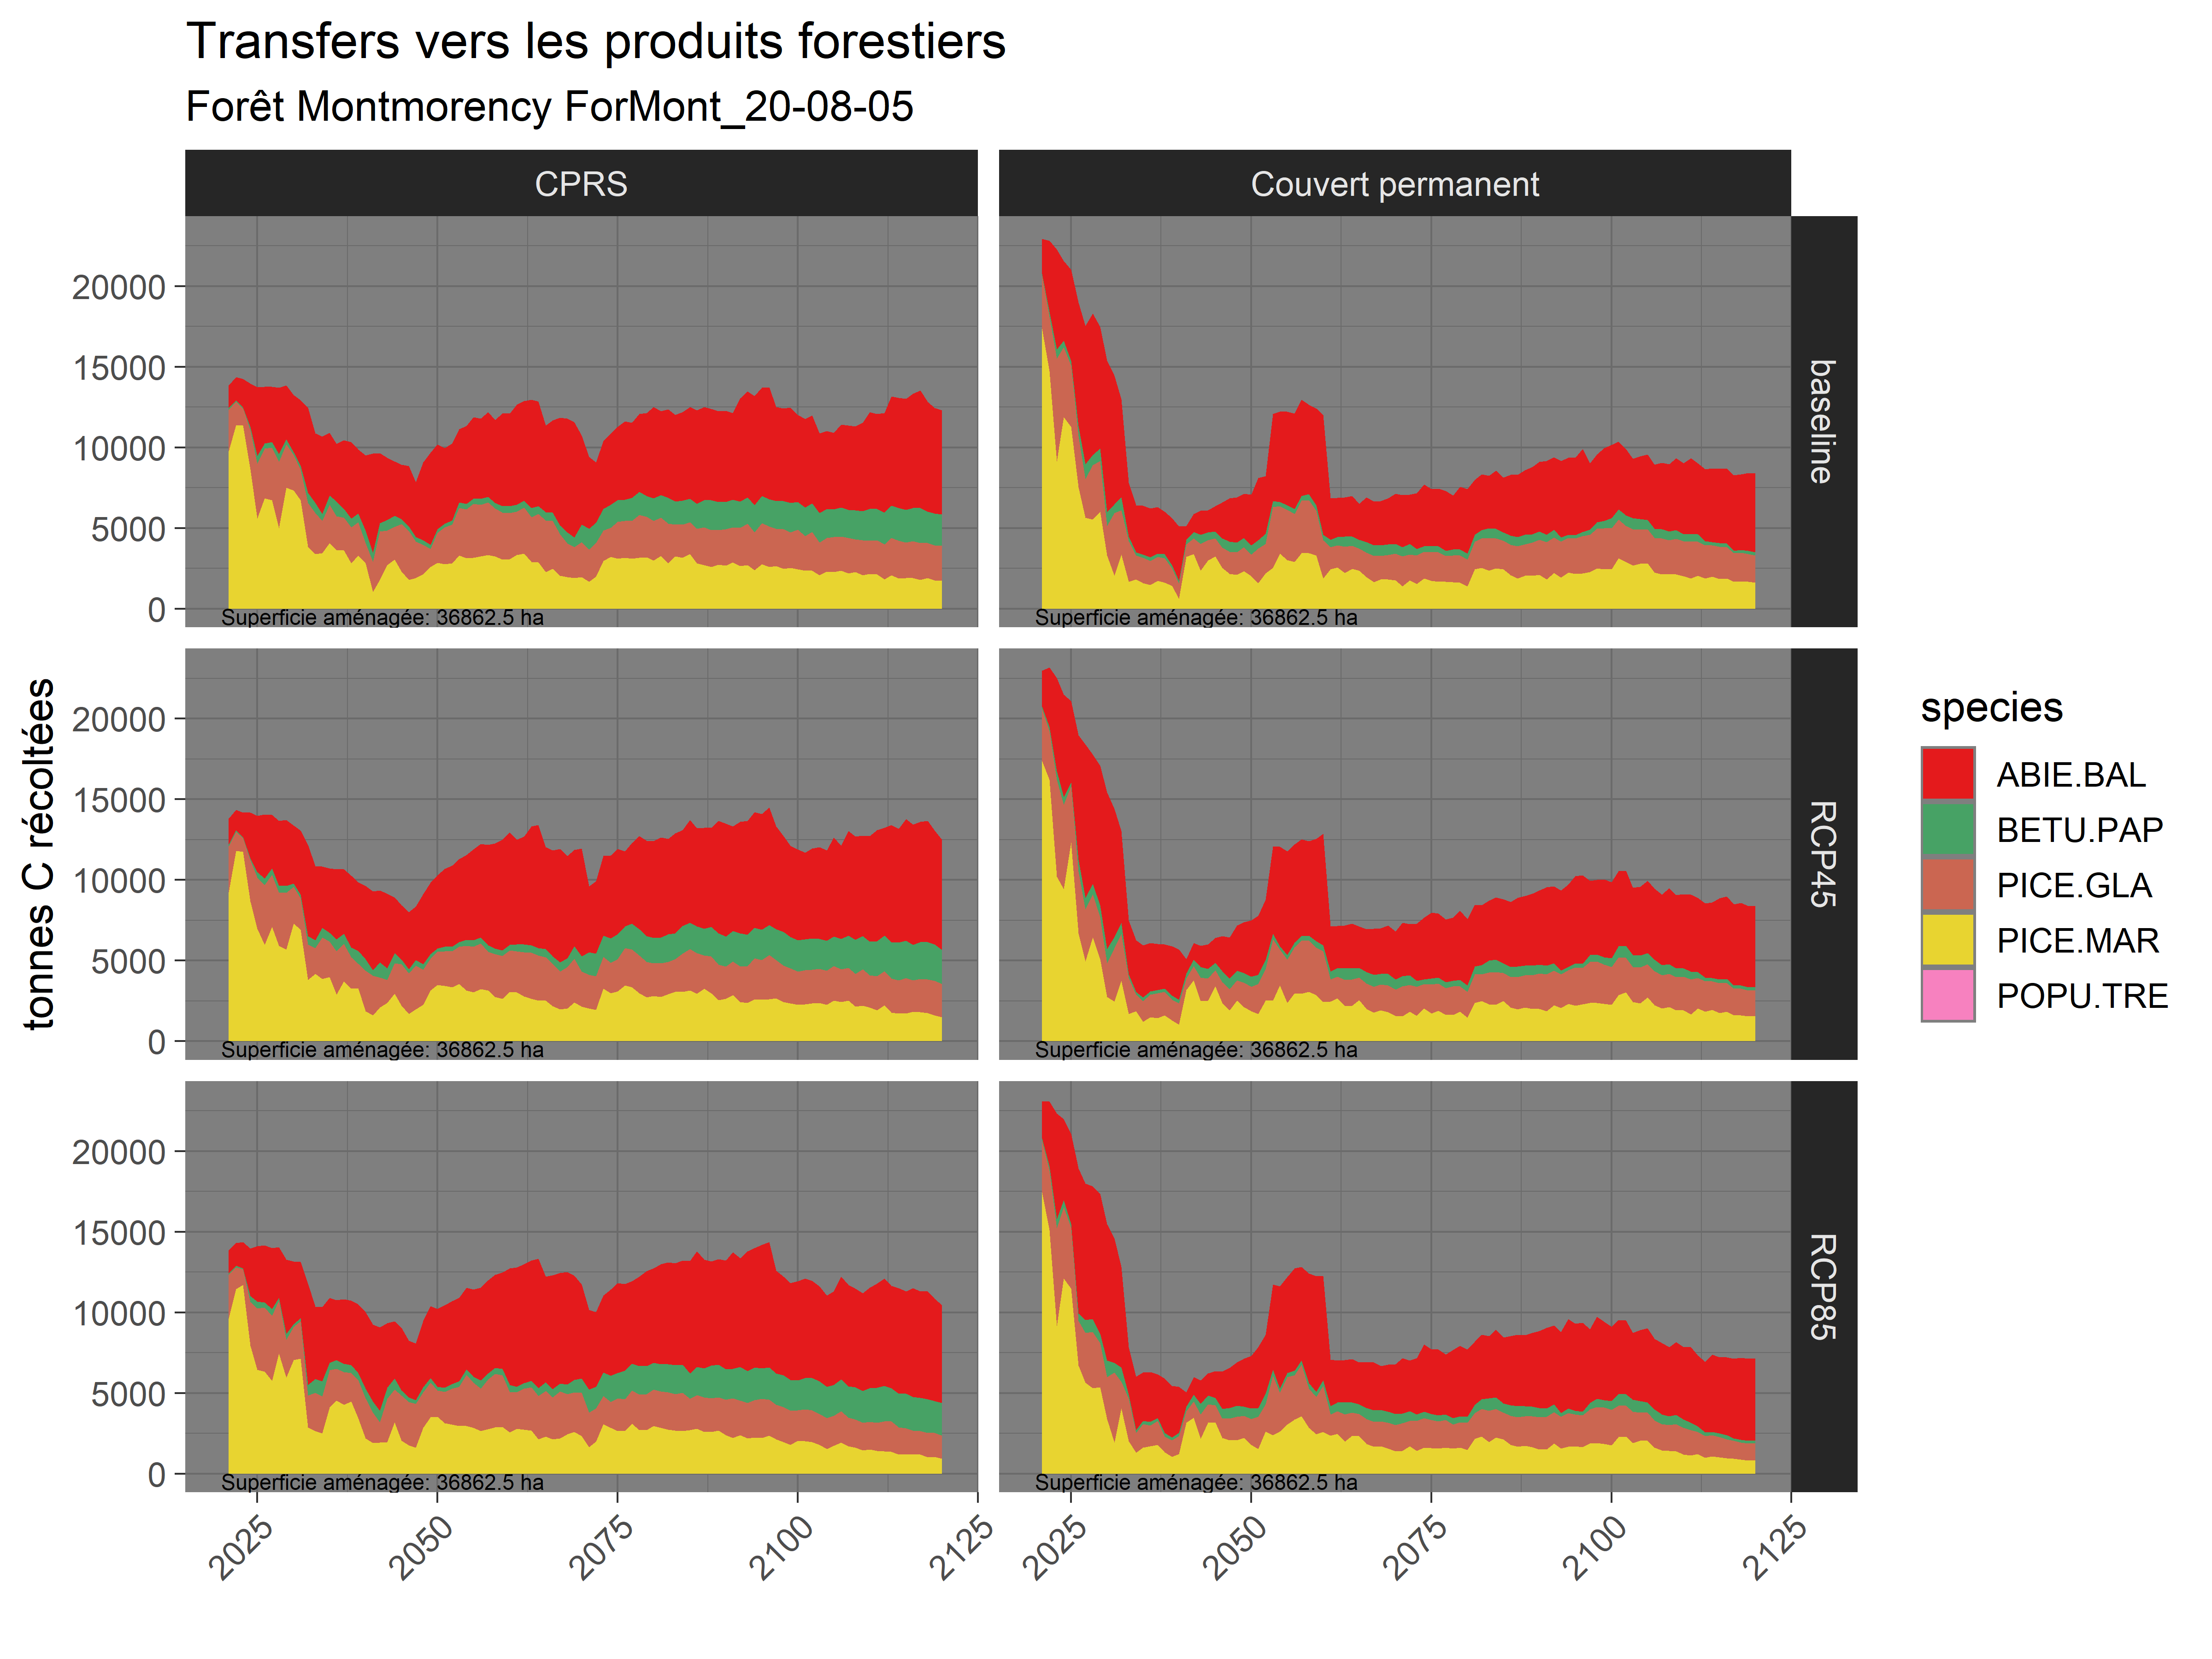 Transfers vers les produits forestiers
Forêt Montmorency ForMont_20-08-05
CPRS
Couvert permanent
20000
15000
10000
5000
0
Superficie aménagée: 36862.5 ha
Superficie aménagée: 36862.5 ha
baseline
20000
15000
10000
5000
0
Superficie aménagée: 36862.5 ha
Superficie aménagée: 36862.5 ha
RCP45
20000
15000
10000
5000
0
Superficie aménagée: 36862.5 ha
Superficie aménagée: 36862.5 ha
RCP85
2025
2050
2075
2100
2125
2025
2050
2075
2100
2125
tonnes C récoltées
species
ABIE.BAL
BETU.PAP
PICE.GLA
PICE.MAR
POPU.TRE